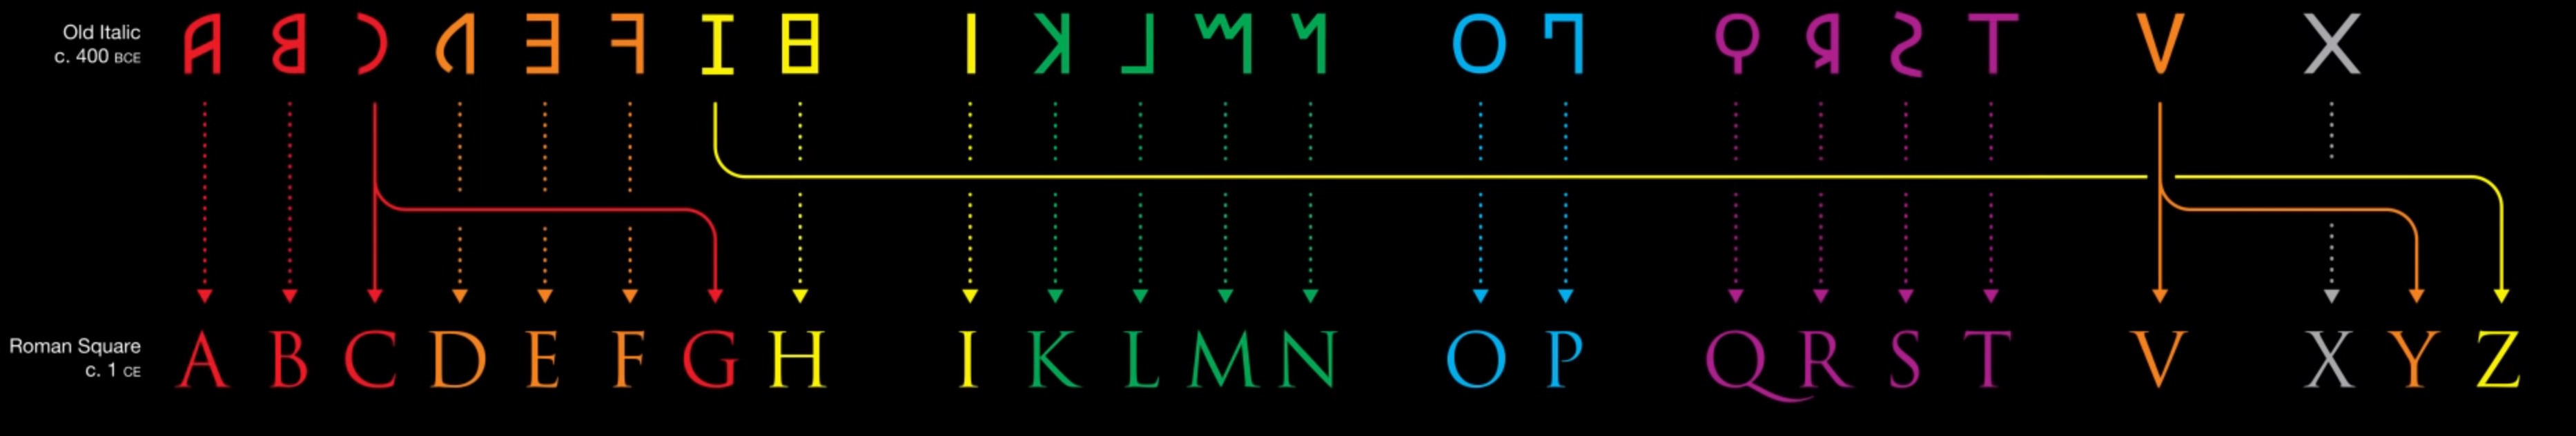 Old Italic
c. 400 BCE
𐌀 𐌁 𐌂 𐌃 𐌄 𐌅 𐌆 𐌇 𐌉 𐌊 𐌋 𐌌 𐌍 𐌏 𐌐 𐌒 𐌓 𐌔 𐌕 𐌖 𐌗
Roman Square
c. 1 CE
A B C D E F G H I K L M N O P Q R S T V X Y Z